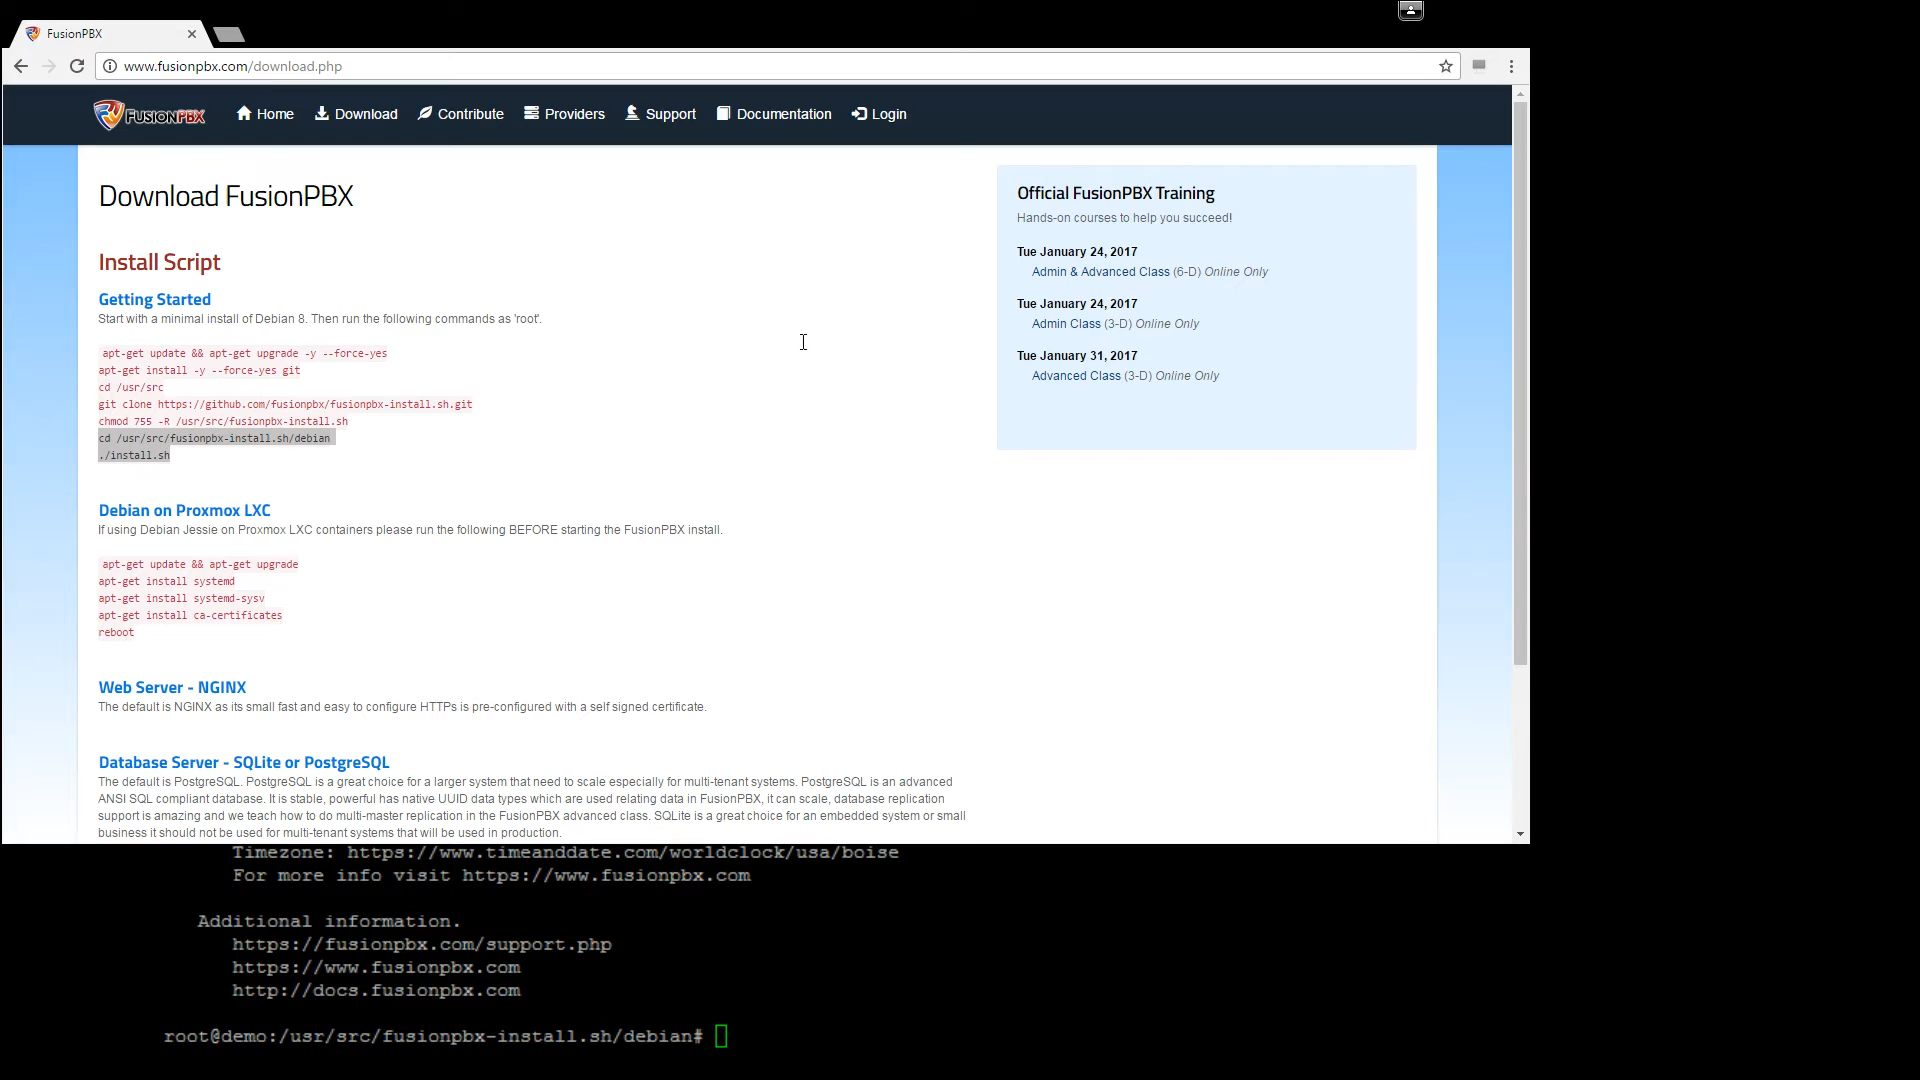 FusionPBX
www.fusionpbx.com/download.php
FUSIONPBX Home Download Contribute Providers Support Documentation Login
Download FusionPBX
Install Script
Getting Started
Start with a minimal install of Debian 8. Then run the following commands as 'root'.
apt-get update && apt-get upgrade -y --force-yes
apt-get install -y --force-yes git
cd /usr/src
git clone https://github.com/fusionpbx/fusionpbx-install.sh.git
chmod 755 -R /usr/src/fusionpbx-install.sh
cd /usr/src/fusionpbx-install.sh/debian
./install.sh
Debian on Proxmox LXC
If using Debian Jessie on Proxmox LXC containers please run the following BEFORE starting the FusionPBX install.
apt-get update && apt-get upgrade
apt-get install systemd
apt-get install systemd-sysv
apt-get install ca-certificates
reboot
Web Server - NGINX
The default is NGINX as its small fast and easy to configure HTTPs is pre-configured with a self signed certificate.
Database Server - SQLite or PostgreSQL
The default is PostgreSQL. PostgreSQL is a great choice for a larger system that need to scale especially for multi-tenant systems. PostgreSQL is an advanced
ANSI SQL compliant database. It is stable, powerful has native UUID data types which are used relating data in FusionPBX, it can scale, database replication
support is amazing and we teach how to do multi-master replication in the FusionPBX advanced class. SQLite is a great choice for an embedded system or small
business it should not be used for multi-tenant systems that will be used in production.
Official FusionPBX Training
Hands-on courses to help you succeed!
Tue January 24, 2017
Admin & Advanced Class (6-D) Online Only
Tue January 24, 2017
Admin Class (3-D) Online Only
Tue January 31, 2017
Advanced Class (3-D) Online Only
Timezone: https://www.timeanddate.com/worldclock/usa/boise
For more info visit https://www.fusionpbx.com
Additional information.
https://fusionpbx.com/support.php
https://www.fusionpbx.com
http://docs.fusionpbx.com
root@demo:/usr/src/fusionpbx-install.sh/debian#